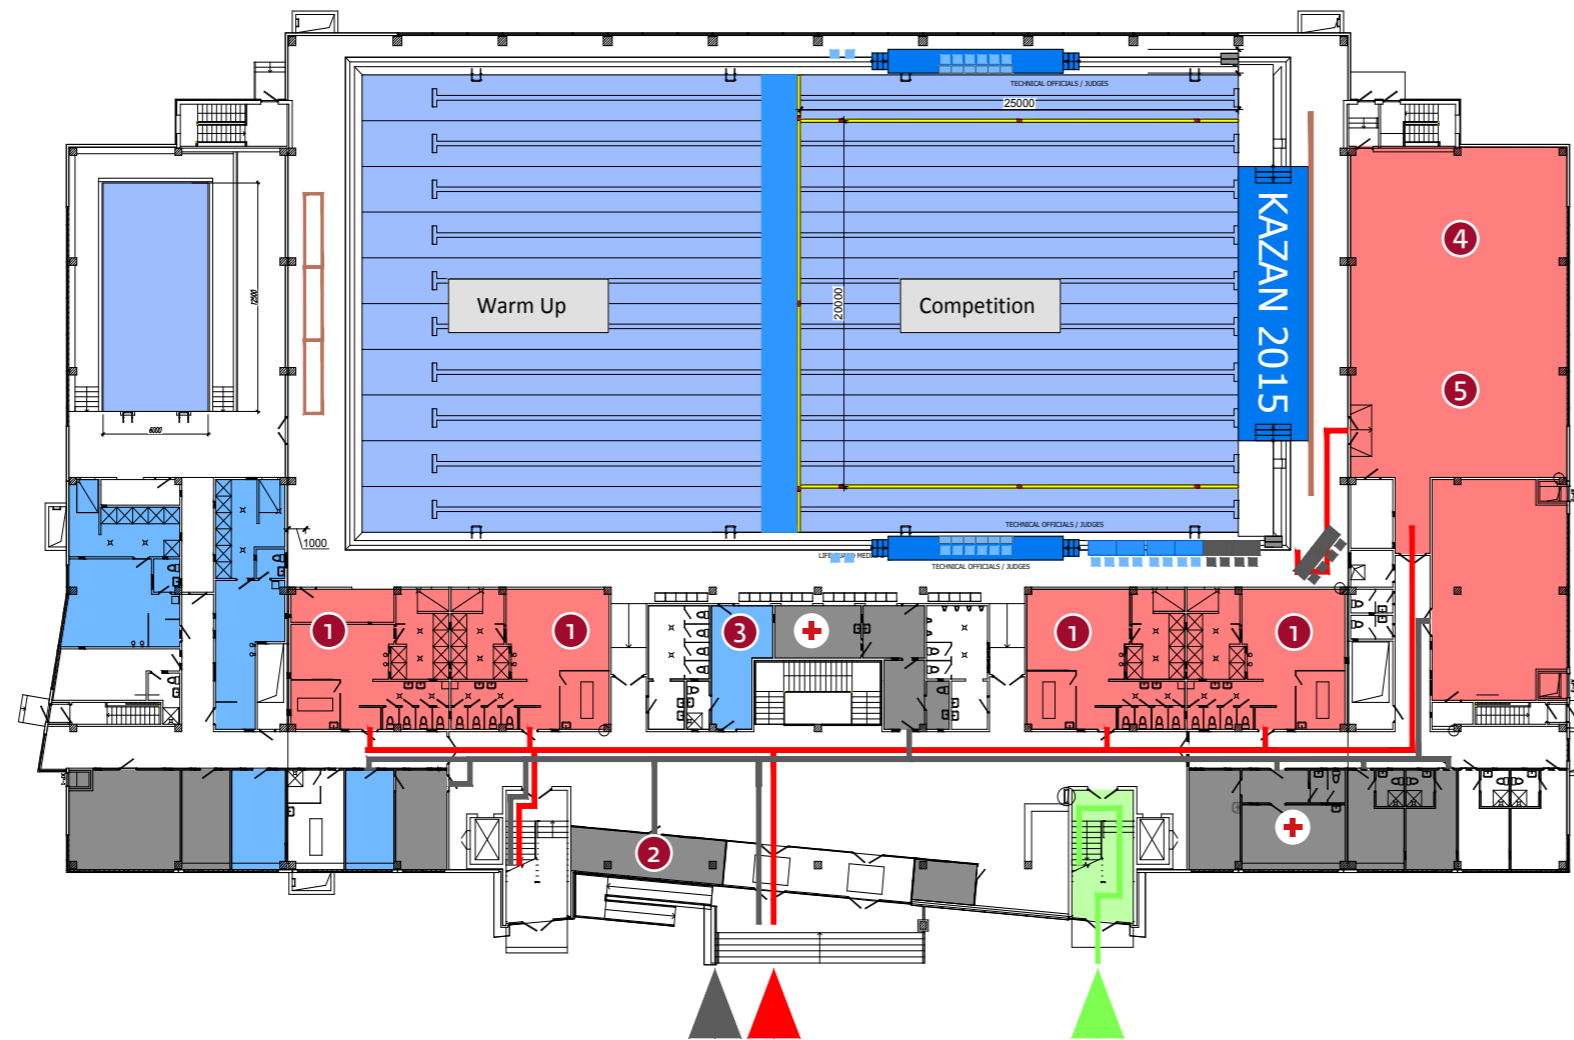 TECHNICAL OFFICIALS / JUDGES
25000
KAZAN 2015
4
12500
Warm Up
20000
Competition
5
6000
TECHNICAL OFFICIALS / JUDGES
1000
TECHNICAL OFFICIALS / JUDGES
1
1
3
1
1
2